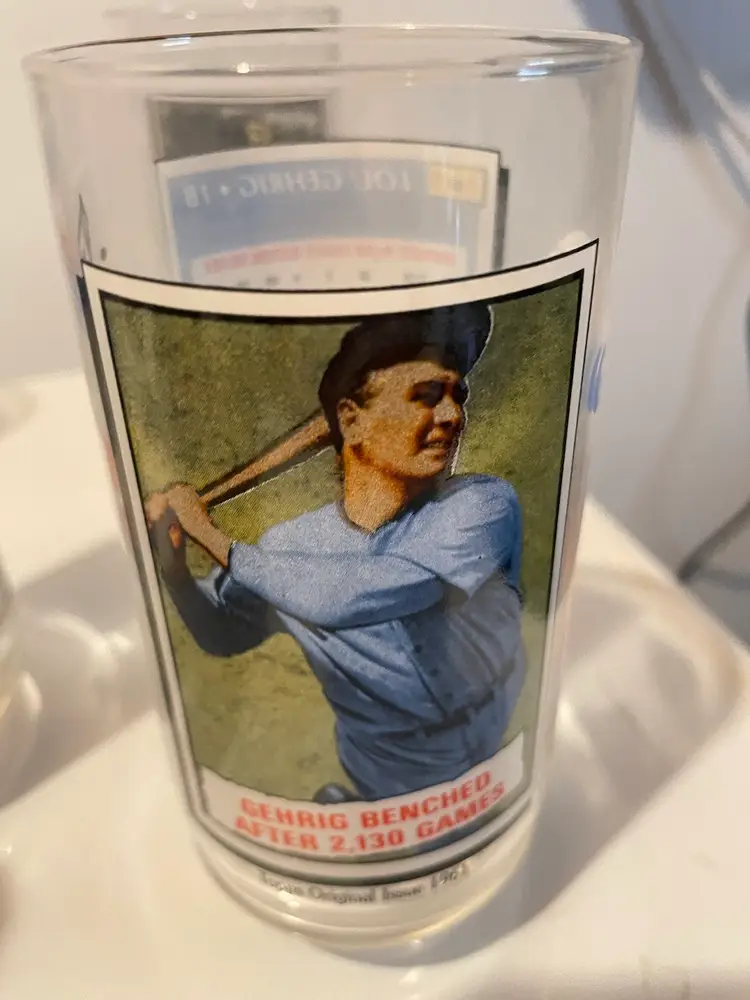 LOU GEHRIG • 1B
GEHRIG BENCHED
AFTER 2,130 GAMES
Topps Original Issue 1961